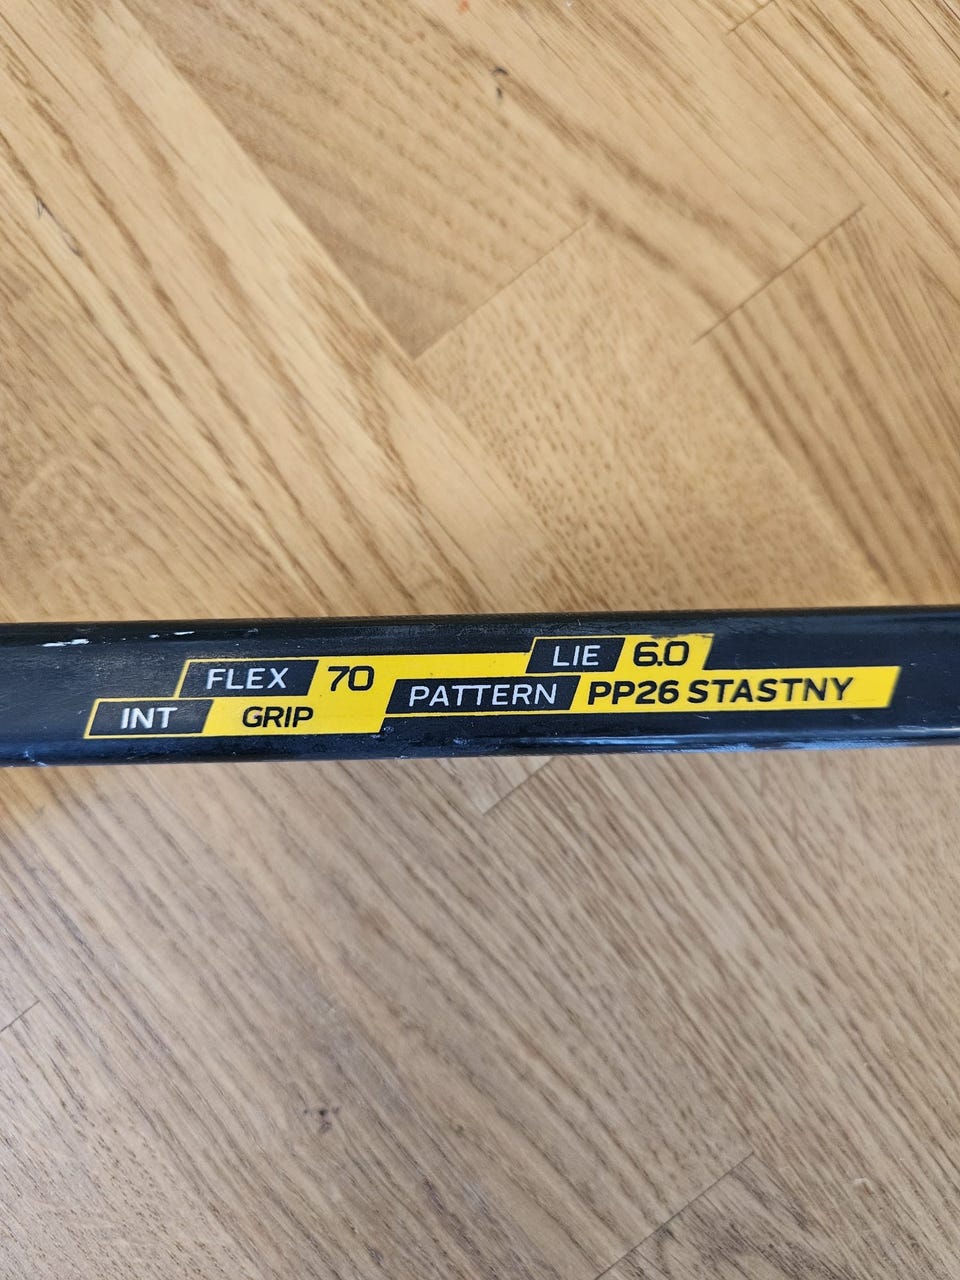 FLEX 70
INT GRIP
LIE 6.0
PATTERN PP26 STASTNY